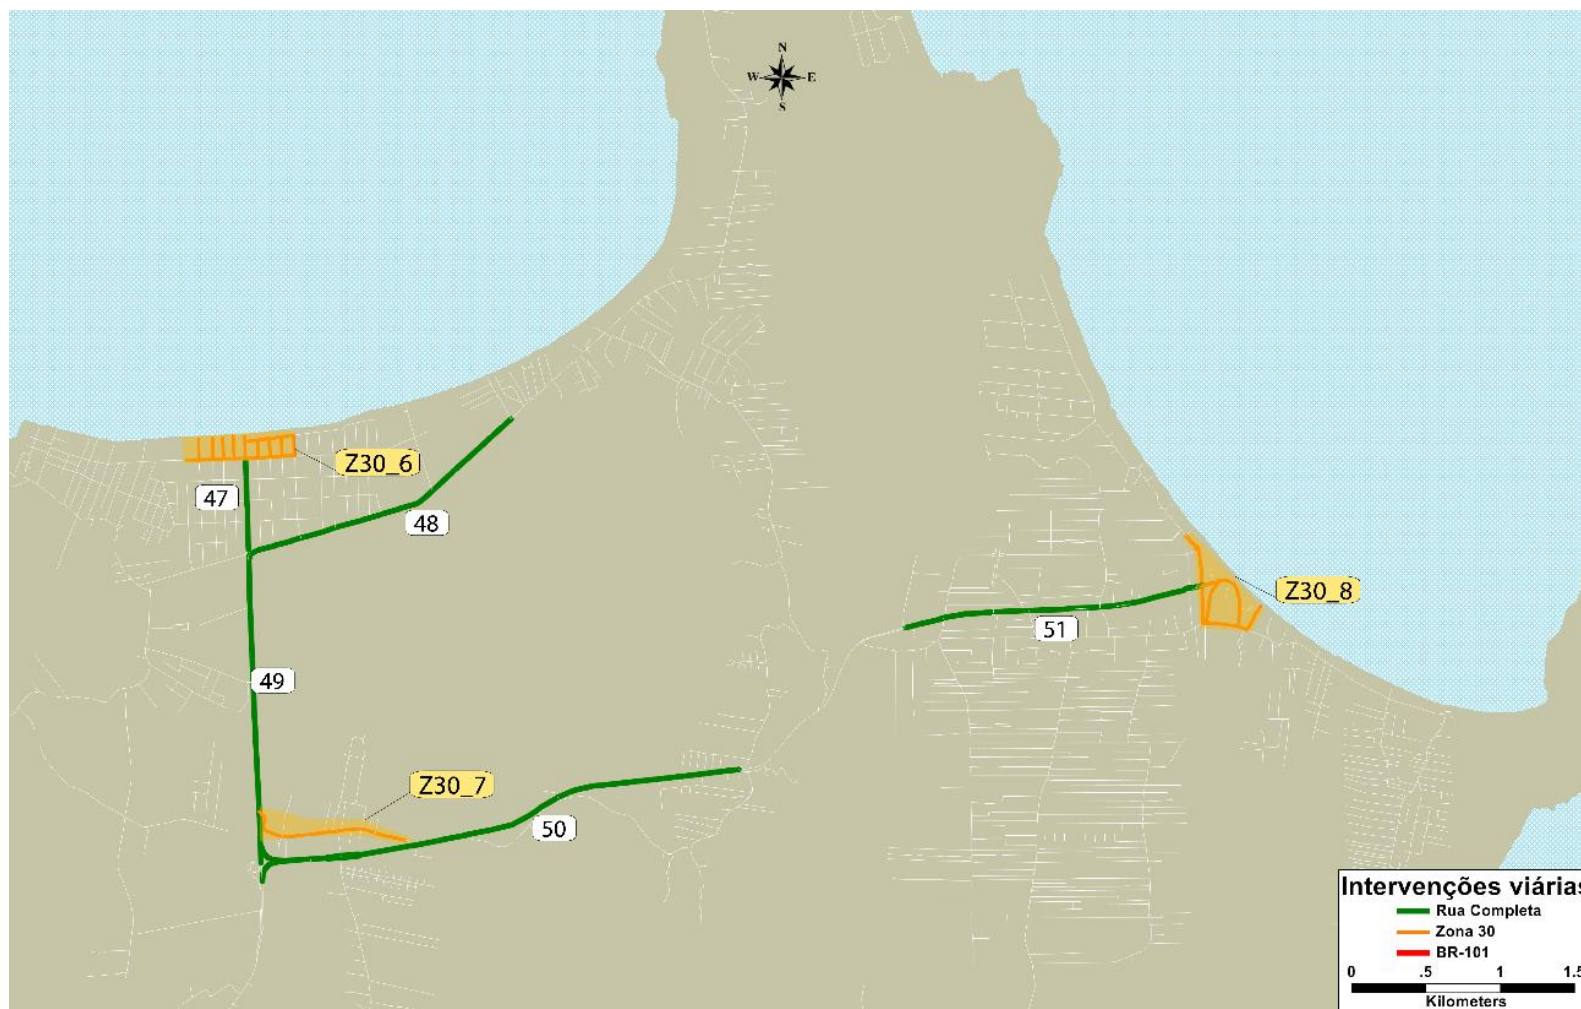 N
W E
S
Z30_6
47
48
Z30_8
51
49
Z30_7
50
Intervenções viárias
Rua Completa
Zona 30
BR-101
0 .5 1 1.5
Kilometers